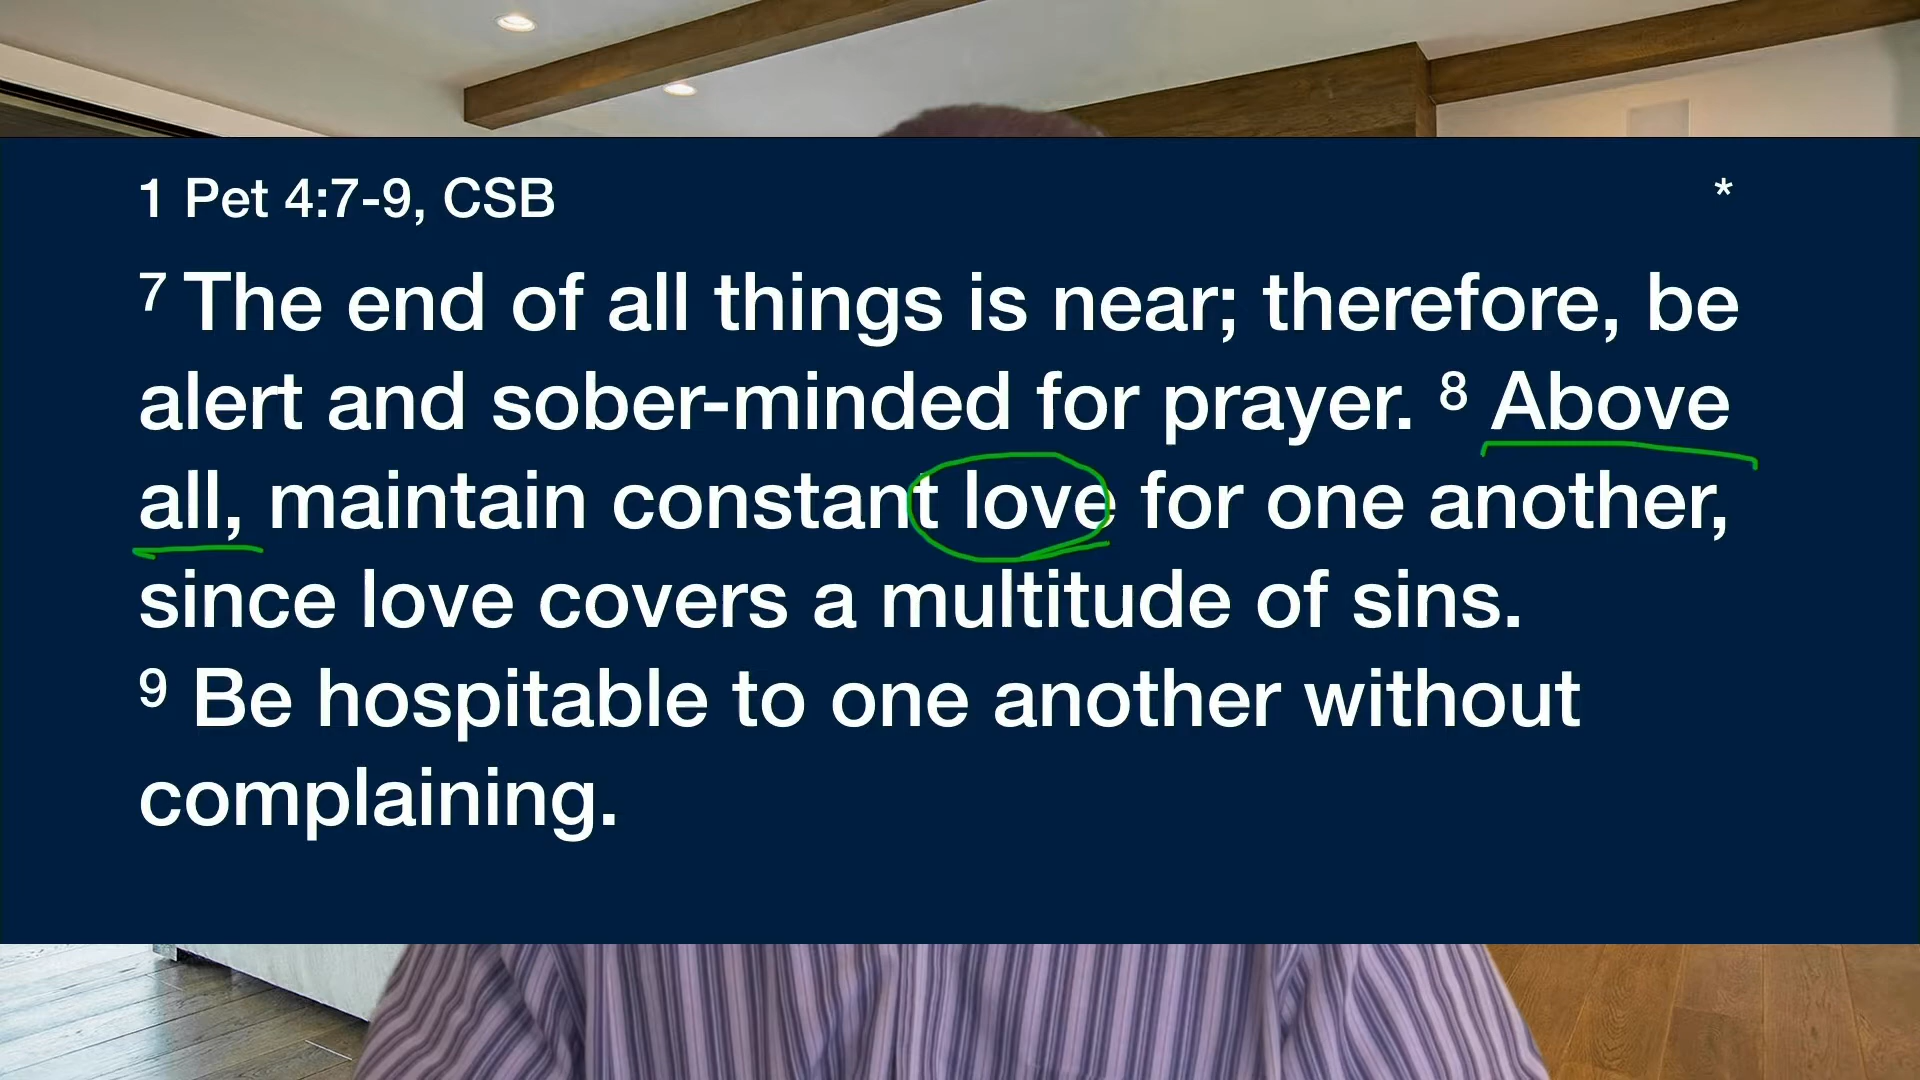 1 Pet 4:7-9, CSB *
7 The end of all things is near; therefore, be
alert and sober-minded for prayer. 8 Above
all, maintain constant love for one another,
since love covers a multitude of sins.
9 Be hospitable to one another without
complaining.